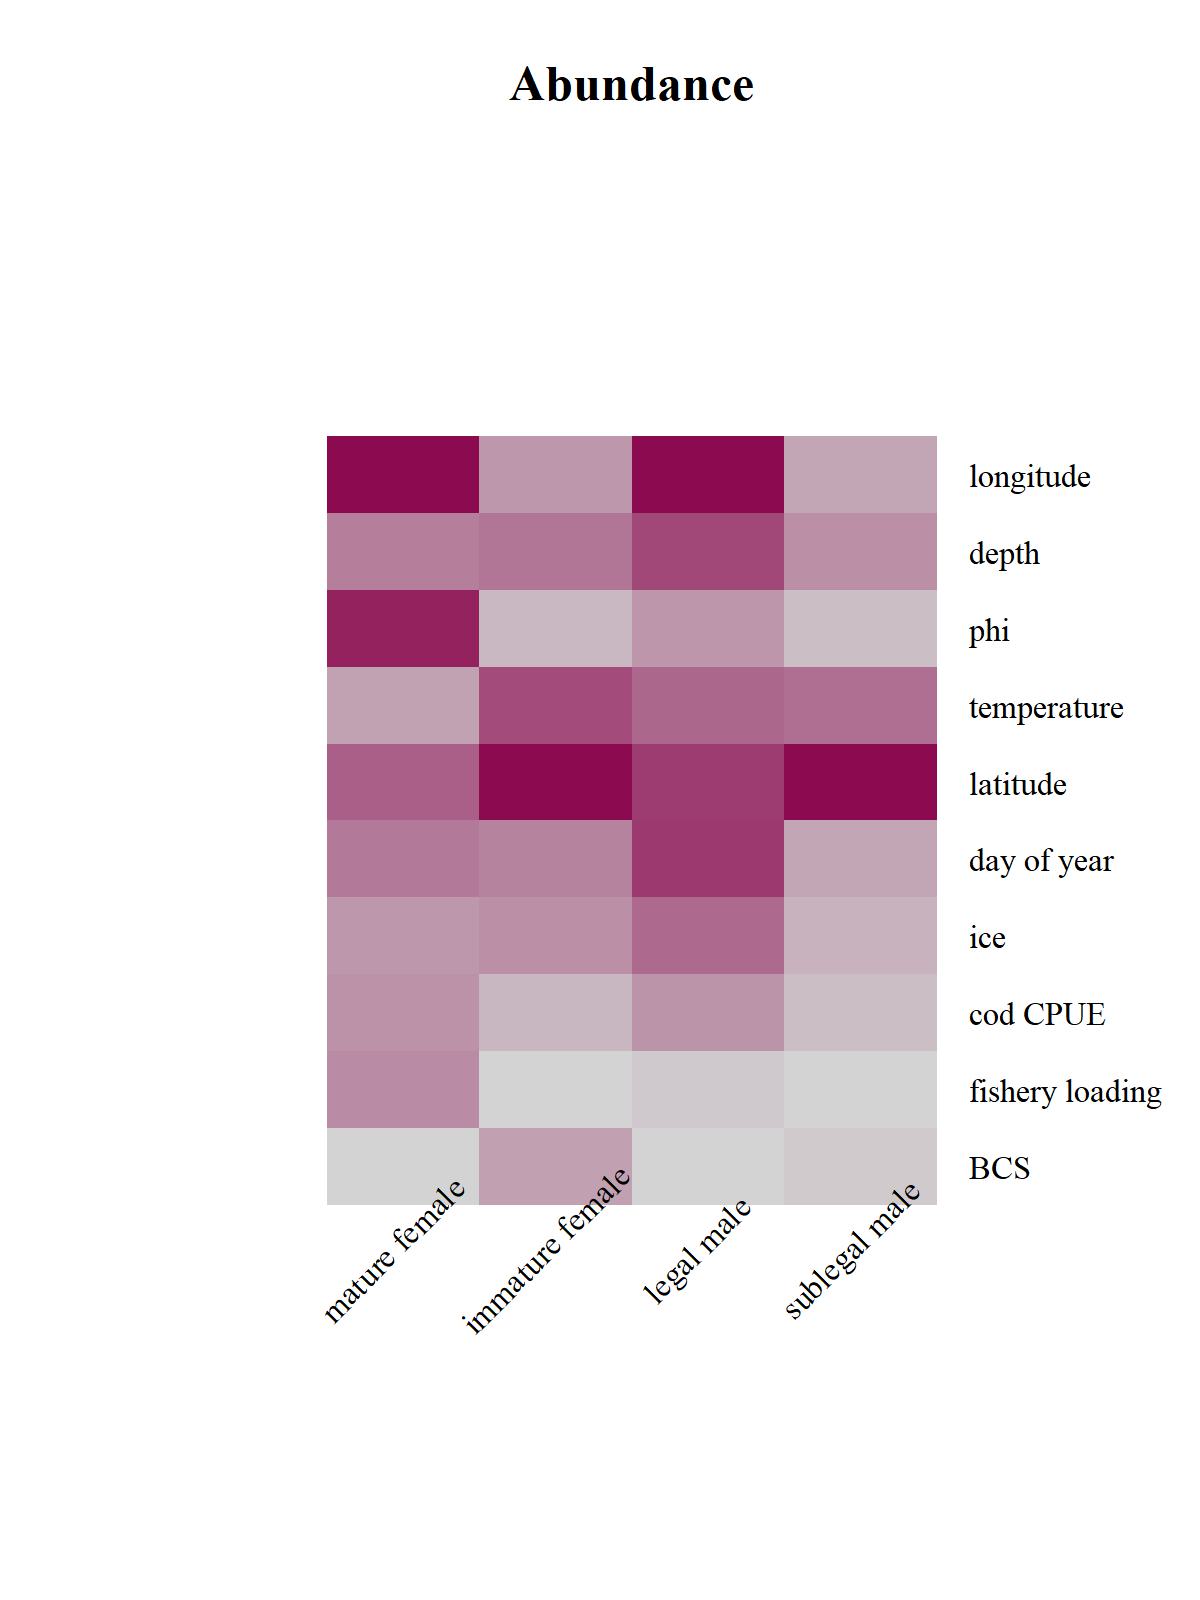 Abundance
longitude
depth
phi
temperature
latitude
day of year
ice
cod CPUE
fishery loading
BCS
mature female
immature female
legal male
sublegal male